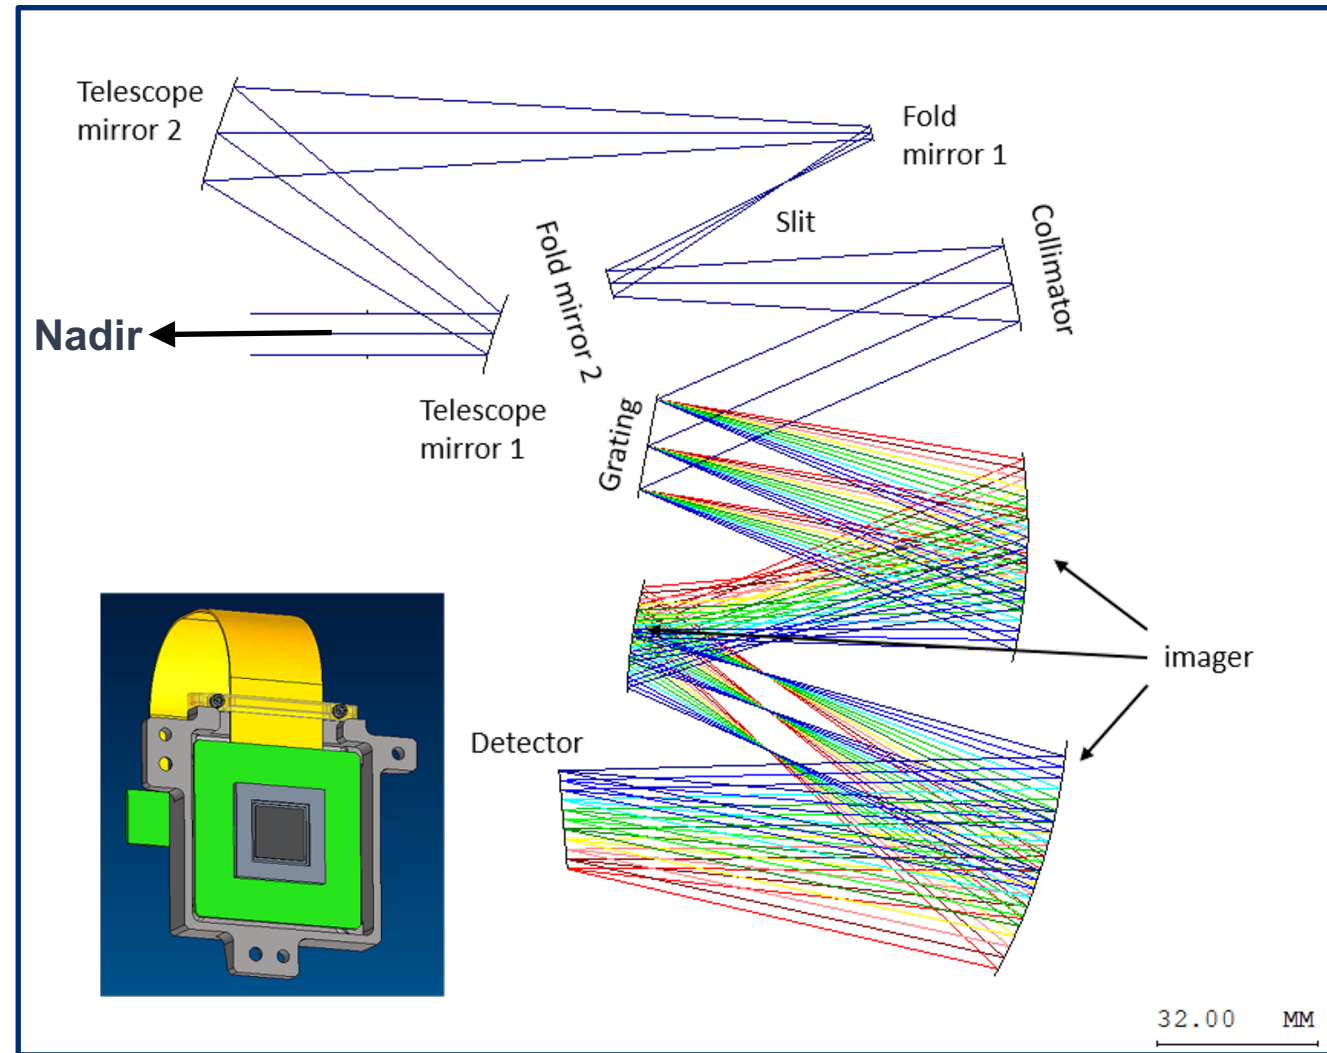 Telescope
mirror 2
Fold
mirror 1
Slit
Collimator
Fold mirror 2
Nadir
Telescope
mirror 1
Grating
imager
Detector
32.00 MM